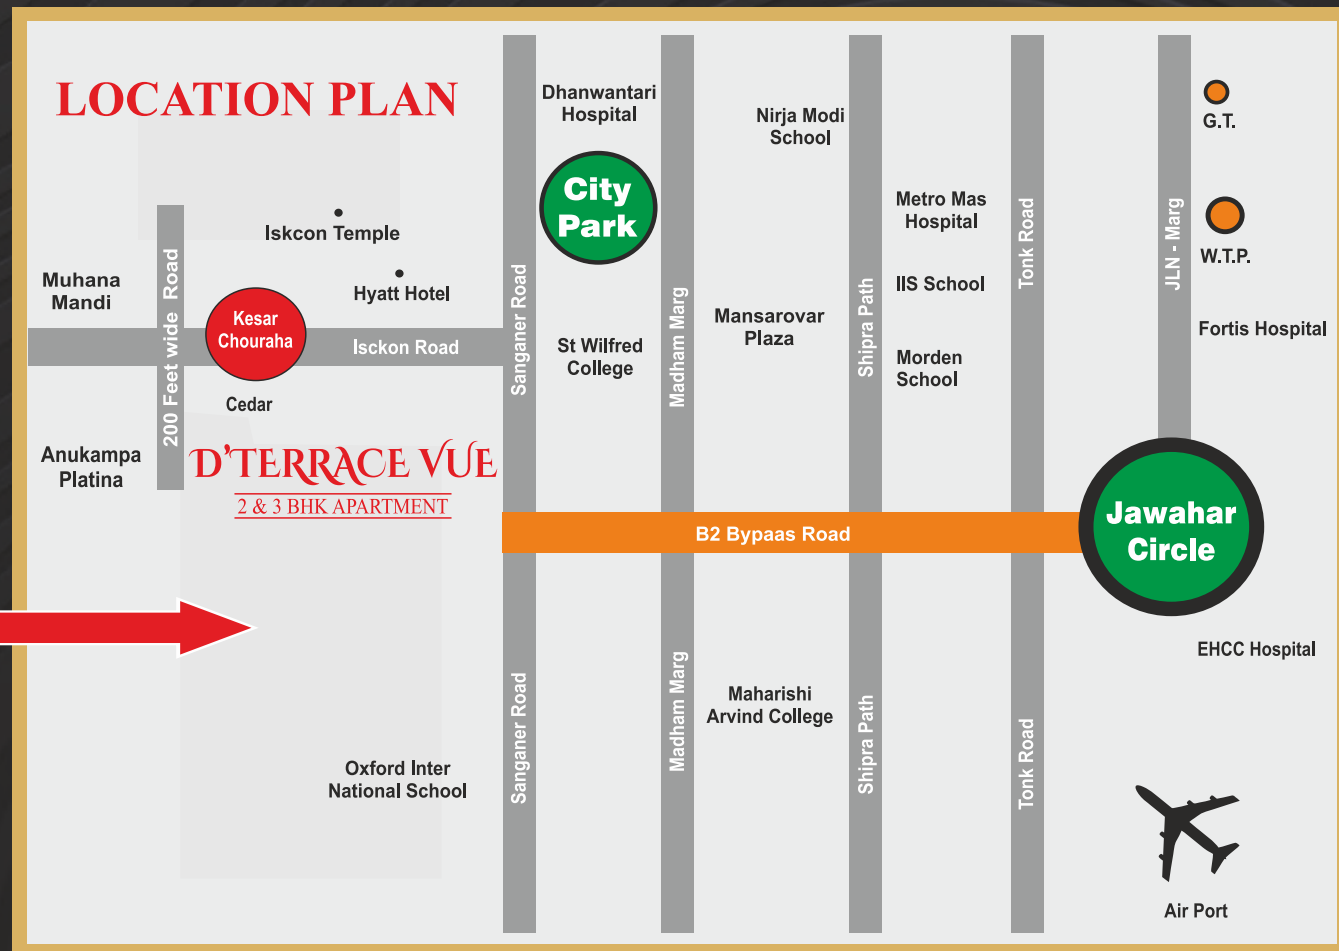 LOCATION PLAN
Dhanwantari
Hospital
Nirja Modi
School
G.T.
City
Park
Metro Mas
Hospital
Iskcon Temple
W.T.P.
Muhana
Mandi
Hyatt Hotel
IIS School
Kesar
Chouraha
Isckon Road
200 Feet wide Road
Sanganer Road
Madham Marg
Shipra Path
Tonk Road
JLN - Marg
St Wilfred
College
Mansarovar
Plaza
Morden
School
Fortis Hospital
Cedar
Anukampa
Platina
D'TERRACE VUE
2 & 3 BHK APARTMENT
B2 Bypaas Road
Jawahar
Circle
EHCC Hospital
Sanganer Road
Madham Marg
Maharishi
Arvind College
Shipra Path
Tonk Road
Oxford Inter
National School
Air Port